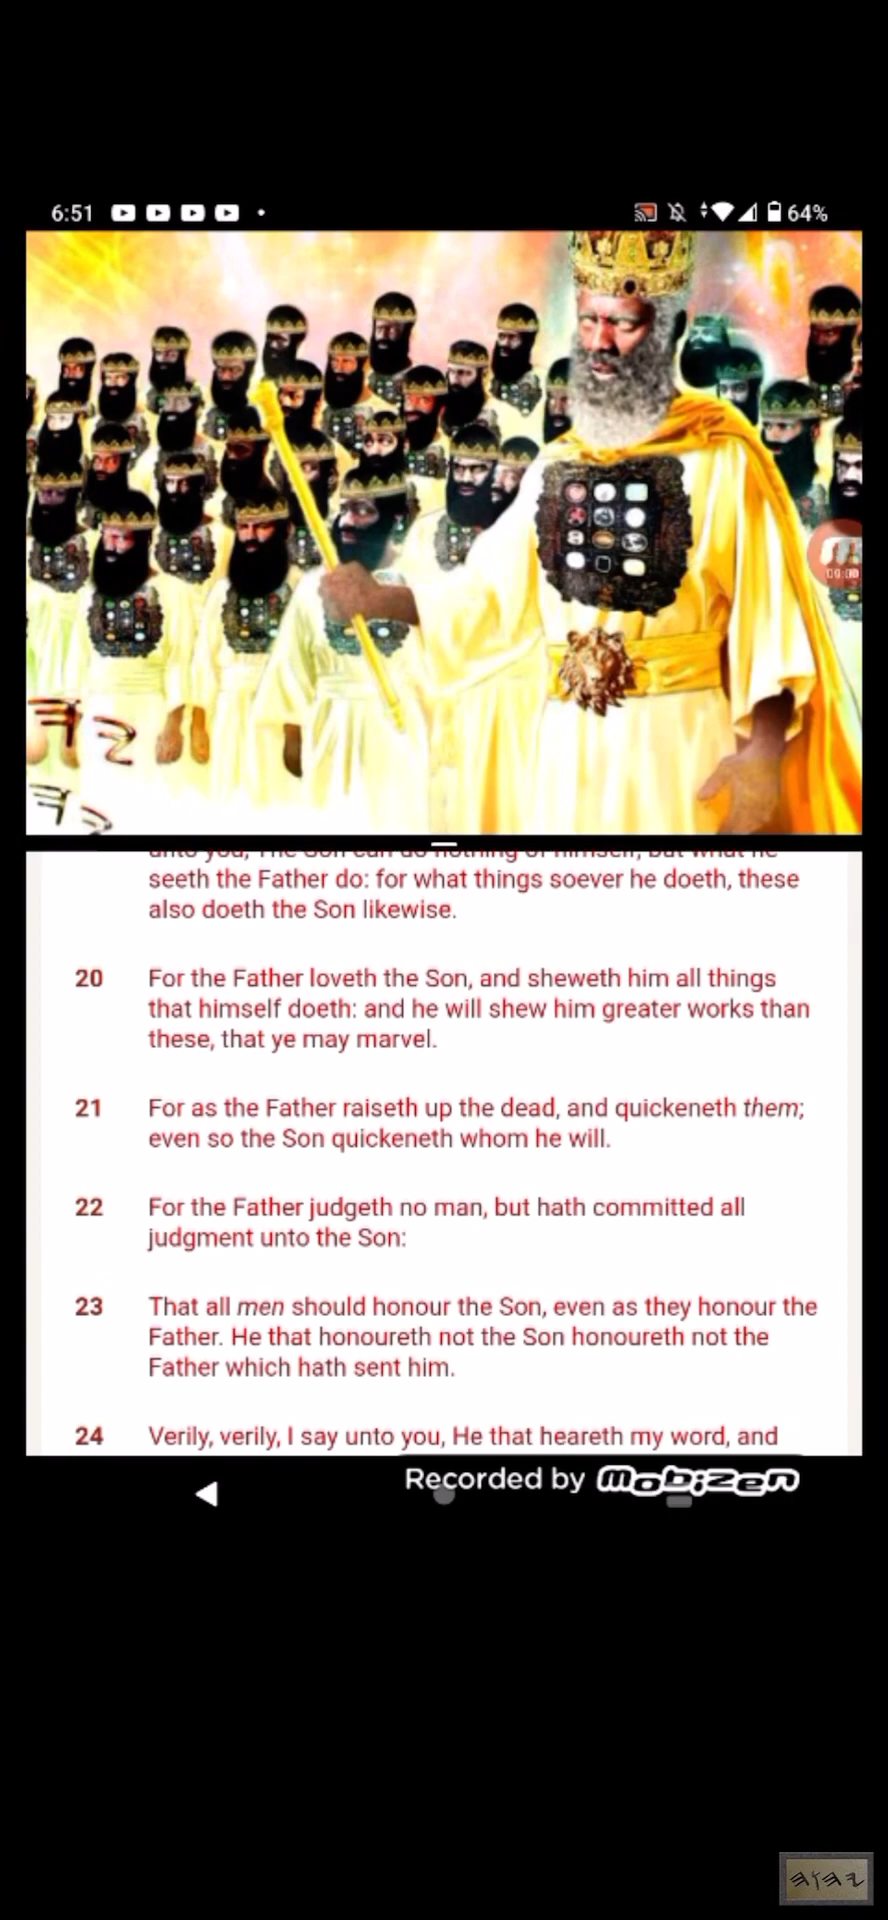 6:51
64%
00:00
𐤉𐤄
seeth the Father do: for what things soever he doeth, these
also doeth the Son likewise.
20 For the Father loveth the Son, and sheweth him all things
that himself doeth: and he will shew him greater works than
these, that ye may marvel.
21 For as the Father raiseth up the dead, and quickeneth them;
even so the Son quickeneth whom he will.
22 For the Father judgeth no man, but hath committed all
judgment unto the Son:
23 That all men should honour the Son, even as they honour the
Father. He that honoureth not the Son honoureth not the
Father which hath sent him.
24 Verily, verily, I say unto you, He that heareth my word, and
Recorded by mobizen
𐤉𐤄𐤅𐤄